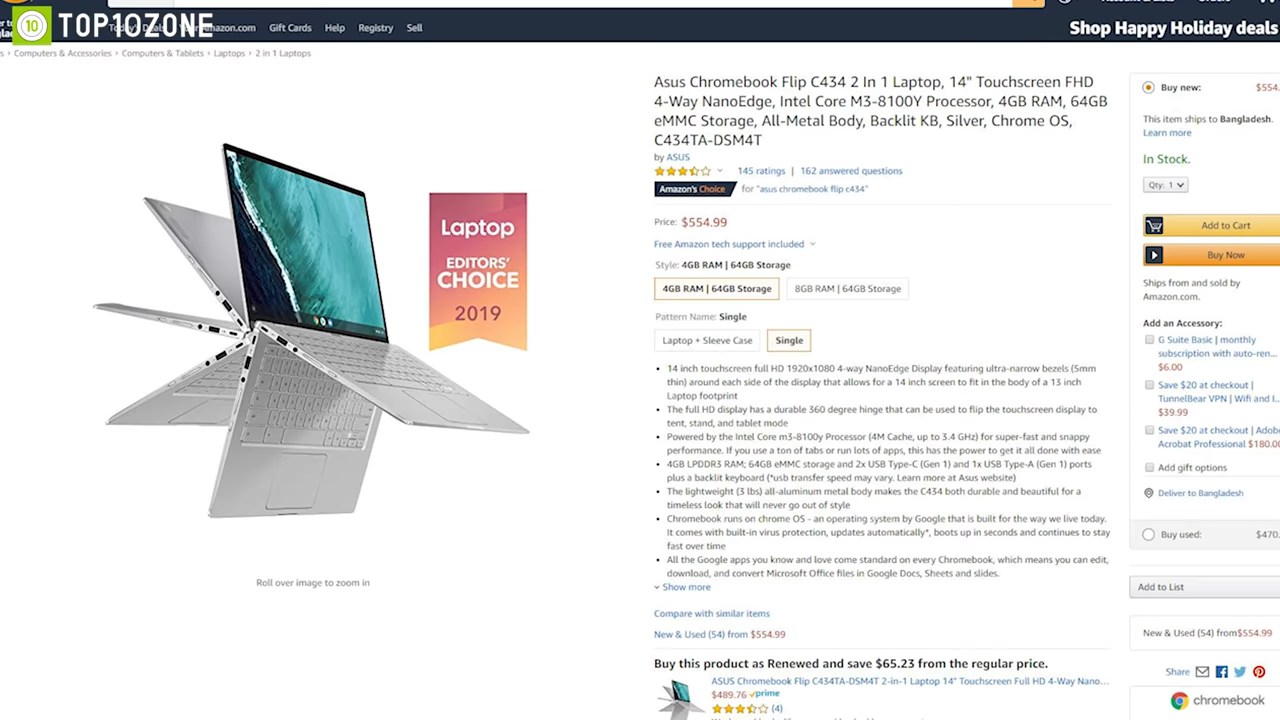 TOP10ZONE
10
Today's Deals
Amazon.com
Gift Cards
Help
Registry
Sell
Shop Happy Holiday deals
› Computers & Accessories › Computers & Tablets › Laptops › 2 in 1 Laptops
Asus Chromebook Flip C434 2 In 1 Laptop, 14" Touchscreen FHD
4-Way NanoEdge, Intel Core M3-8100Y Processor, 4GB RAM, 64GB
eMMC Storage, All-Metal Body, Backlit KB, Silver, Chrome OS,
C434TA-DSM4T
by ASUS
145 ratings | 162 answered questions
Amazon's Choice for "asus chromebook flip c434"
Price: $554.99
Free Amazon tech support included
Style: 4GB RAM | 64GB Storage
4GB RAM | 64GB Storage
8GB RAM | 64GB Storage
Pattern Name: Single
Laptop + Sleeve Case
Single
• 14 inch touchscreen full HD 1920x1080 4-way NanoEdge Display featuring ultra-narrow bezels (5mm
thin) around each side of the display that allows for a 14 inch screen to fit in the body of a 13 inch
Laptop footprint
• The full HD display has a durable 360 degree hinge that can be used to flip the touchscreen display to
tent, stand, and tablet mode
• Powered by the Intel Core m3-8100y Processor (4M Cache, up to 3.4 GHz) for super-fast and snappy
performance. If you use a ton of tabs or run lots of apps, this has the power to get it all done with ease
• 4GB LPDDR3 RAM; 64GB eMMC storage and 2x USB Type-C (Gen 1) and 1x USB Type-A (Gen 1) ports
plus a backlit keyboard (*usb transfer speed may vary. Learn more at Asus website)
• The lightweight (3 lbs) all-aluminum metal body makes the C434 both durable and beautiful for a
timeless look that will never go out of style
• Chromebook runs on chrome OS - an operating system by Google that is built for the way we live today.
It comes with built-in virus protection, updates automatically*, boots up in seconds and continues to stay
fast over time
• All the Google apps you know and love come standard on every Chromebook, which means you can edit,
download, and convert Microsoft Office files in Google Docs, Sheets and slides.
Show more
Compare with similar items
New & Used (54) from $554.99
Buy this product as Renewed and save $65.23 from the regular price.
ASUS Chromebook Flip C434TA-DSM4T 2-in-1 Laptop 14" Touchscreen Full HD 4-Way Nano...
$489.76 prime
(4)
Laptop
EDITORS'
CHOICE
2019
Roll over image to zoom in
Buy new: $554.
This item ships to Bangladesh.
Learn more
In Stock.
Qty: 1
Add to Cart
Buy Now
Ships from and sold by
Amazon.com.
Add an Accessory:
G Suite Basic | monthly
subscription with auto-ren...
$6.00
Save $20 at checkout |
TunnelBear VPN | Wifi and I...
$39.99
Save $20 at checkout | Adob
Acrobat Professional $180.00
Add gift options
Deliver to Bangladesh
Buy used: $470.
Add to List
New & Used (54) from $554.99
Share
chromebook